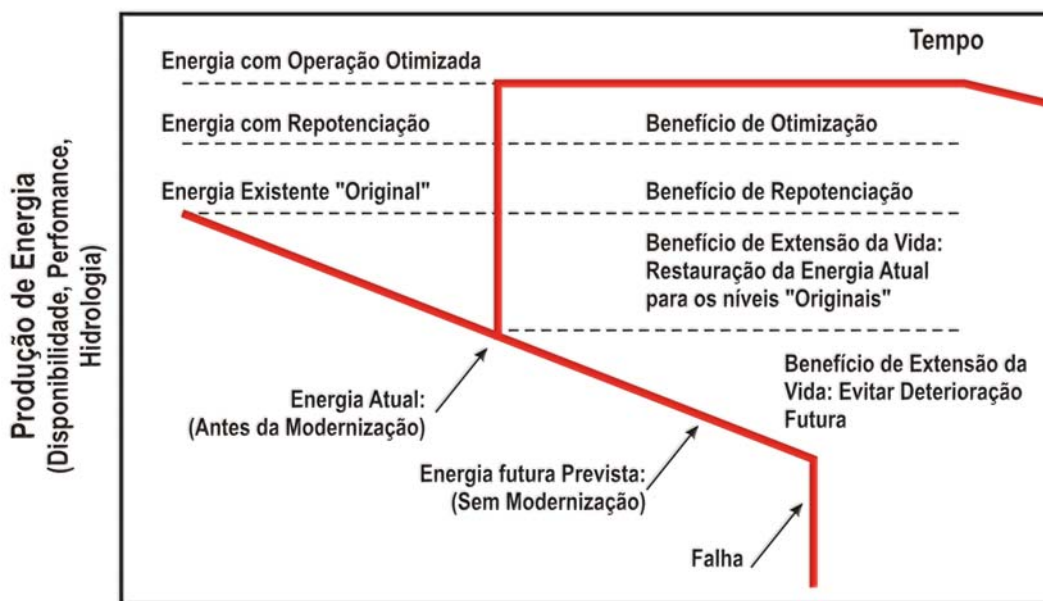 Tempo
Energia com Operação Otimizada
Energia com Repotenciação
Benefício de Otimização
Energia Existente "Original"
Benefício de Repotenciação
Benefício de Extensão da Vida:
Restauração da Energia Atual
para os níveis "Originais"
Produção de Energia
(Disponibilidade, Perfomance,
Hidrologia)
Benefício de Extensão da
Vida: Evitar Deterioração
Futura
Energia Atual:
(Antes da Modernização)
Energia futura Prevista:
(Sem Modernização)
Falha